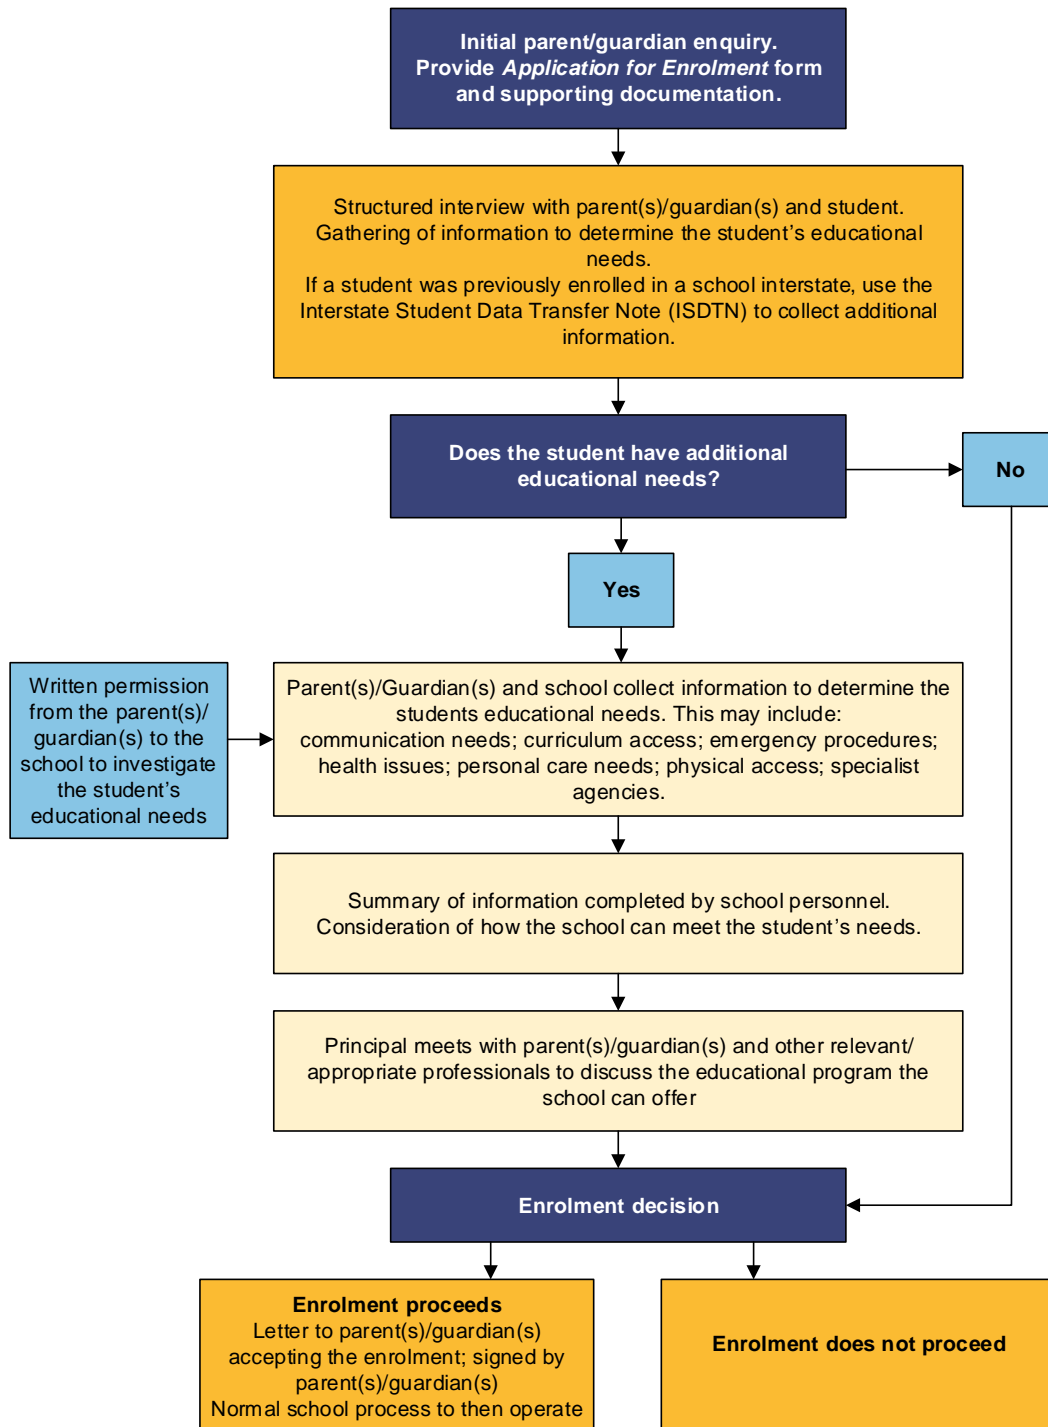 Initial parent/guardian enquiry.
Provide Application for Enrolment form
and supporting documentation.
Structured interview with parent(s)/guardian(s) and student.
Gathering of information to determine the student’s educational
needs.
If a student was previously enrolled in a school interstate, use the
Interstate Student Data Transfer Note (ISDTN) to collect additional
information.
Does the student have additional
educational needs?
No
Yes
Written permission
from the parent(s)/
guardian(s) to the
school to investigate
the student’s
educational needs
Parent(s)/Guardian(s) and school collect information to determine the
students educational needs. This may include:
communication needs; curriculum access; emergency procedures;
health issues; personal care needs; physical access; specialist
agencies.
Summary of information completed by school personnel.
Consideration of how the school can meet the student’s needs.
Principal meets with parent(s)/guardian(s) and other relevant/
appropriate professionals to discuss the educational program the
school can offer
Enrolment decision
Enrolment proceeds
Letter to parent(s)/guardian(s)
accepting the enrolment; signed by
parent(s)/guardian(s)
Normal school process to then operate
Enrolment does not proceed